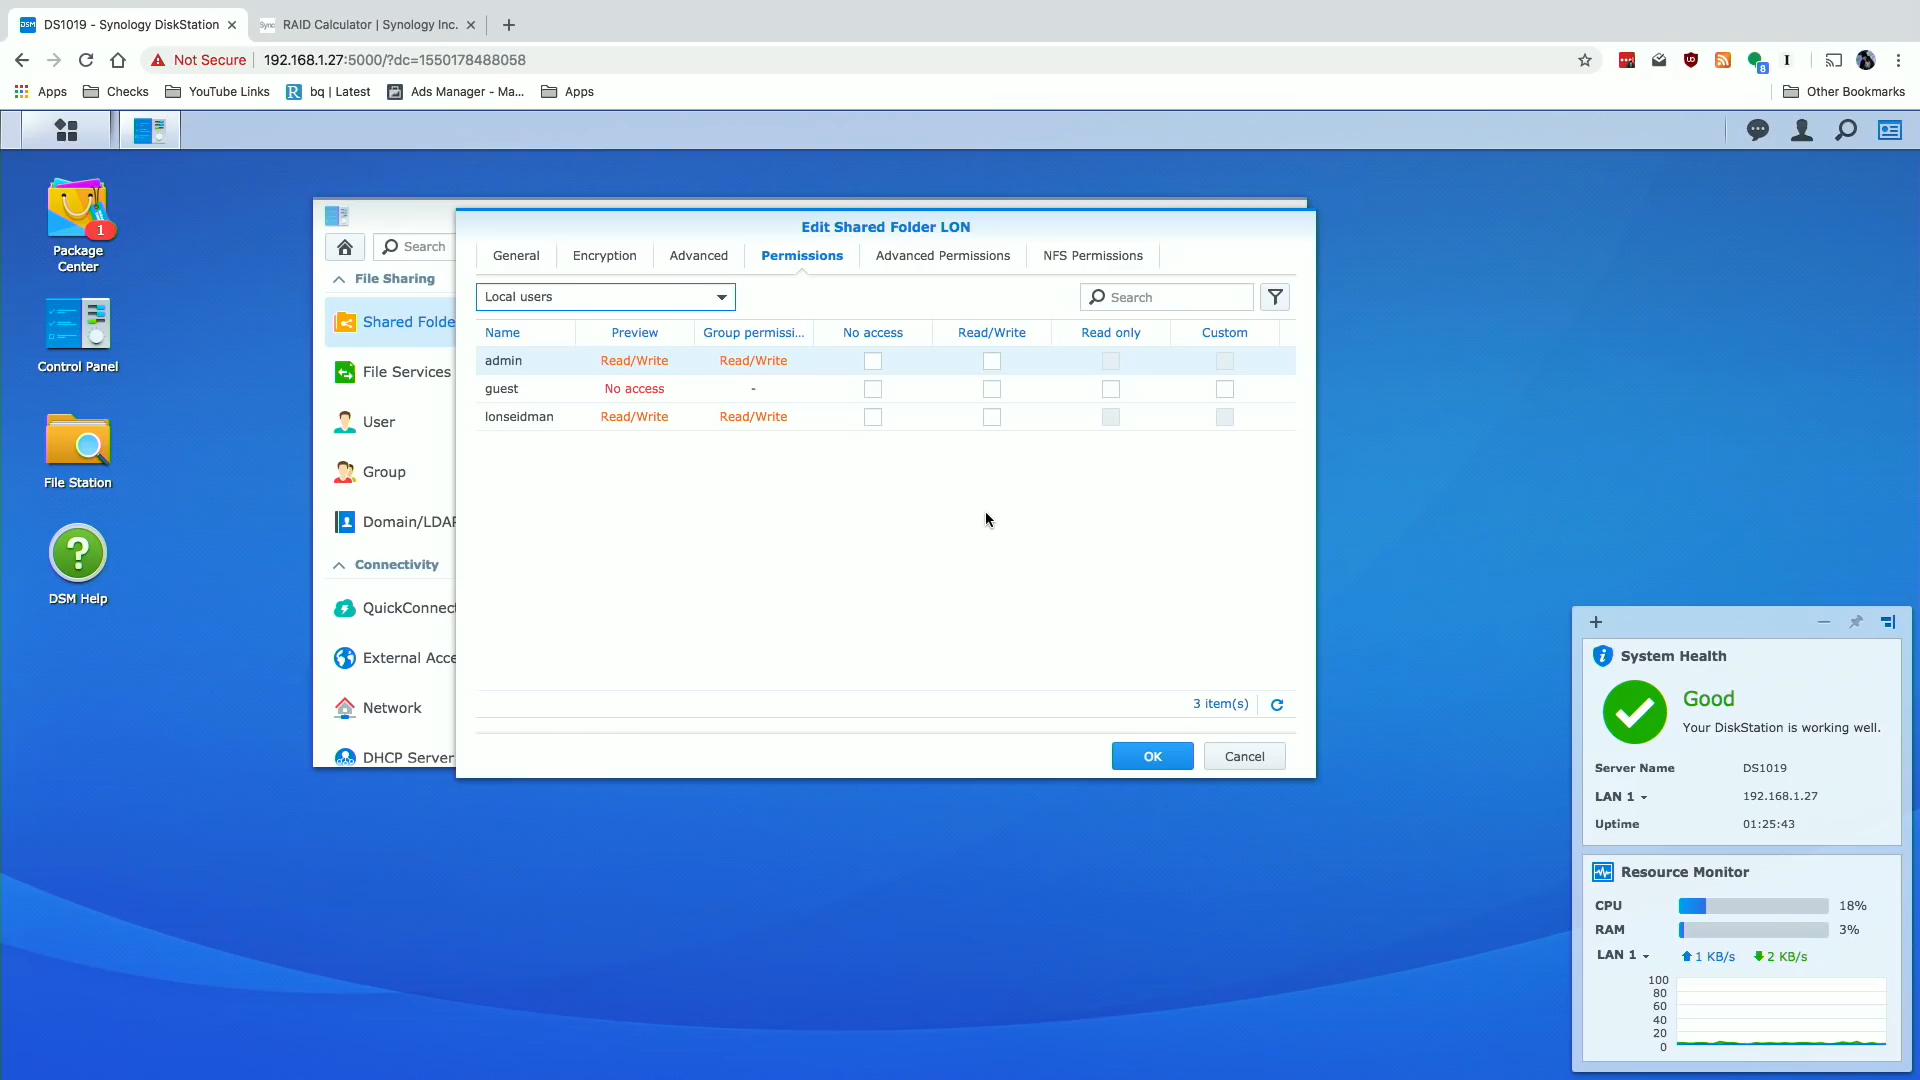 DS1019 - Synology DiskStation
RAID Calculator | Synology Inc.
Not Secure
192.168.1.27:5000/?dc=1550178488058
8
Apps
Checks
YouTube Links
bq | Latest
Ads Manager - Ma...
Apps
Other Bookmarks
1
Package
Center
Control Panel
File Station
DSM Help
Search
File Sharing
Shared Folde
File Services
User
Group
Domain/LDAP
Connectivity
QuickConnect
External Acce
Network
DHCP Server
Edit Shared Folder LON
General
Encryption
Advanced
Permissions
Advanced Permissions
NFS Permissions
Local users
Search
Name Preview Group permissi... No access Read/Write Read only Custom
admin Read/Write Read/Write
guest No access -
lonseidman Read/Write Read/Write
3 item(s)
OK
Cancel
System Health
Good
Your DiskStation is working well.
Server Name DS1019
LAN 1 192.168.1.27
Uptime 01:25:43
Resource Monitor
CPU 18%
RAM 3%
LAN 1 1 KB/s 2 KB/s
100
80
60
40
20
0